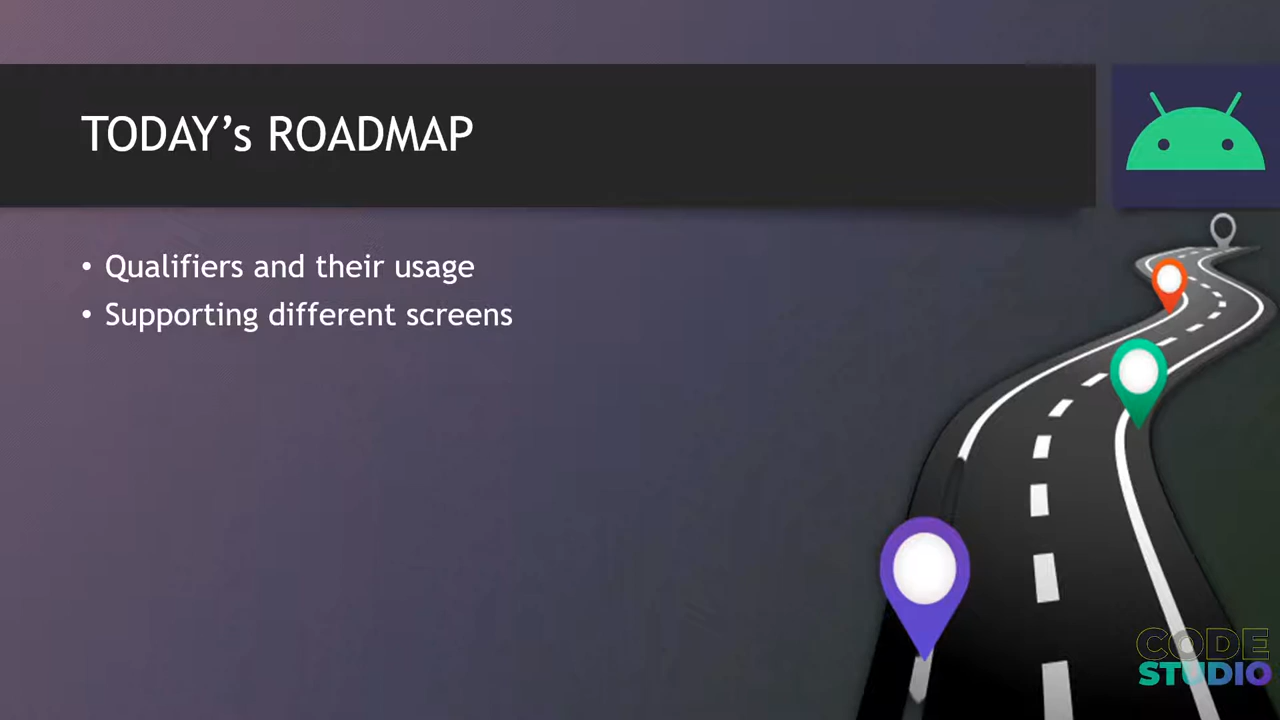 TODAY’s ROADMAP
• Qualifiers and their usage
• Supporting different screens
CODE
STUDIO